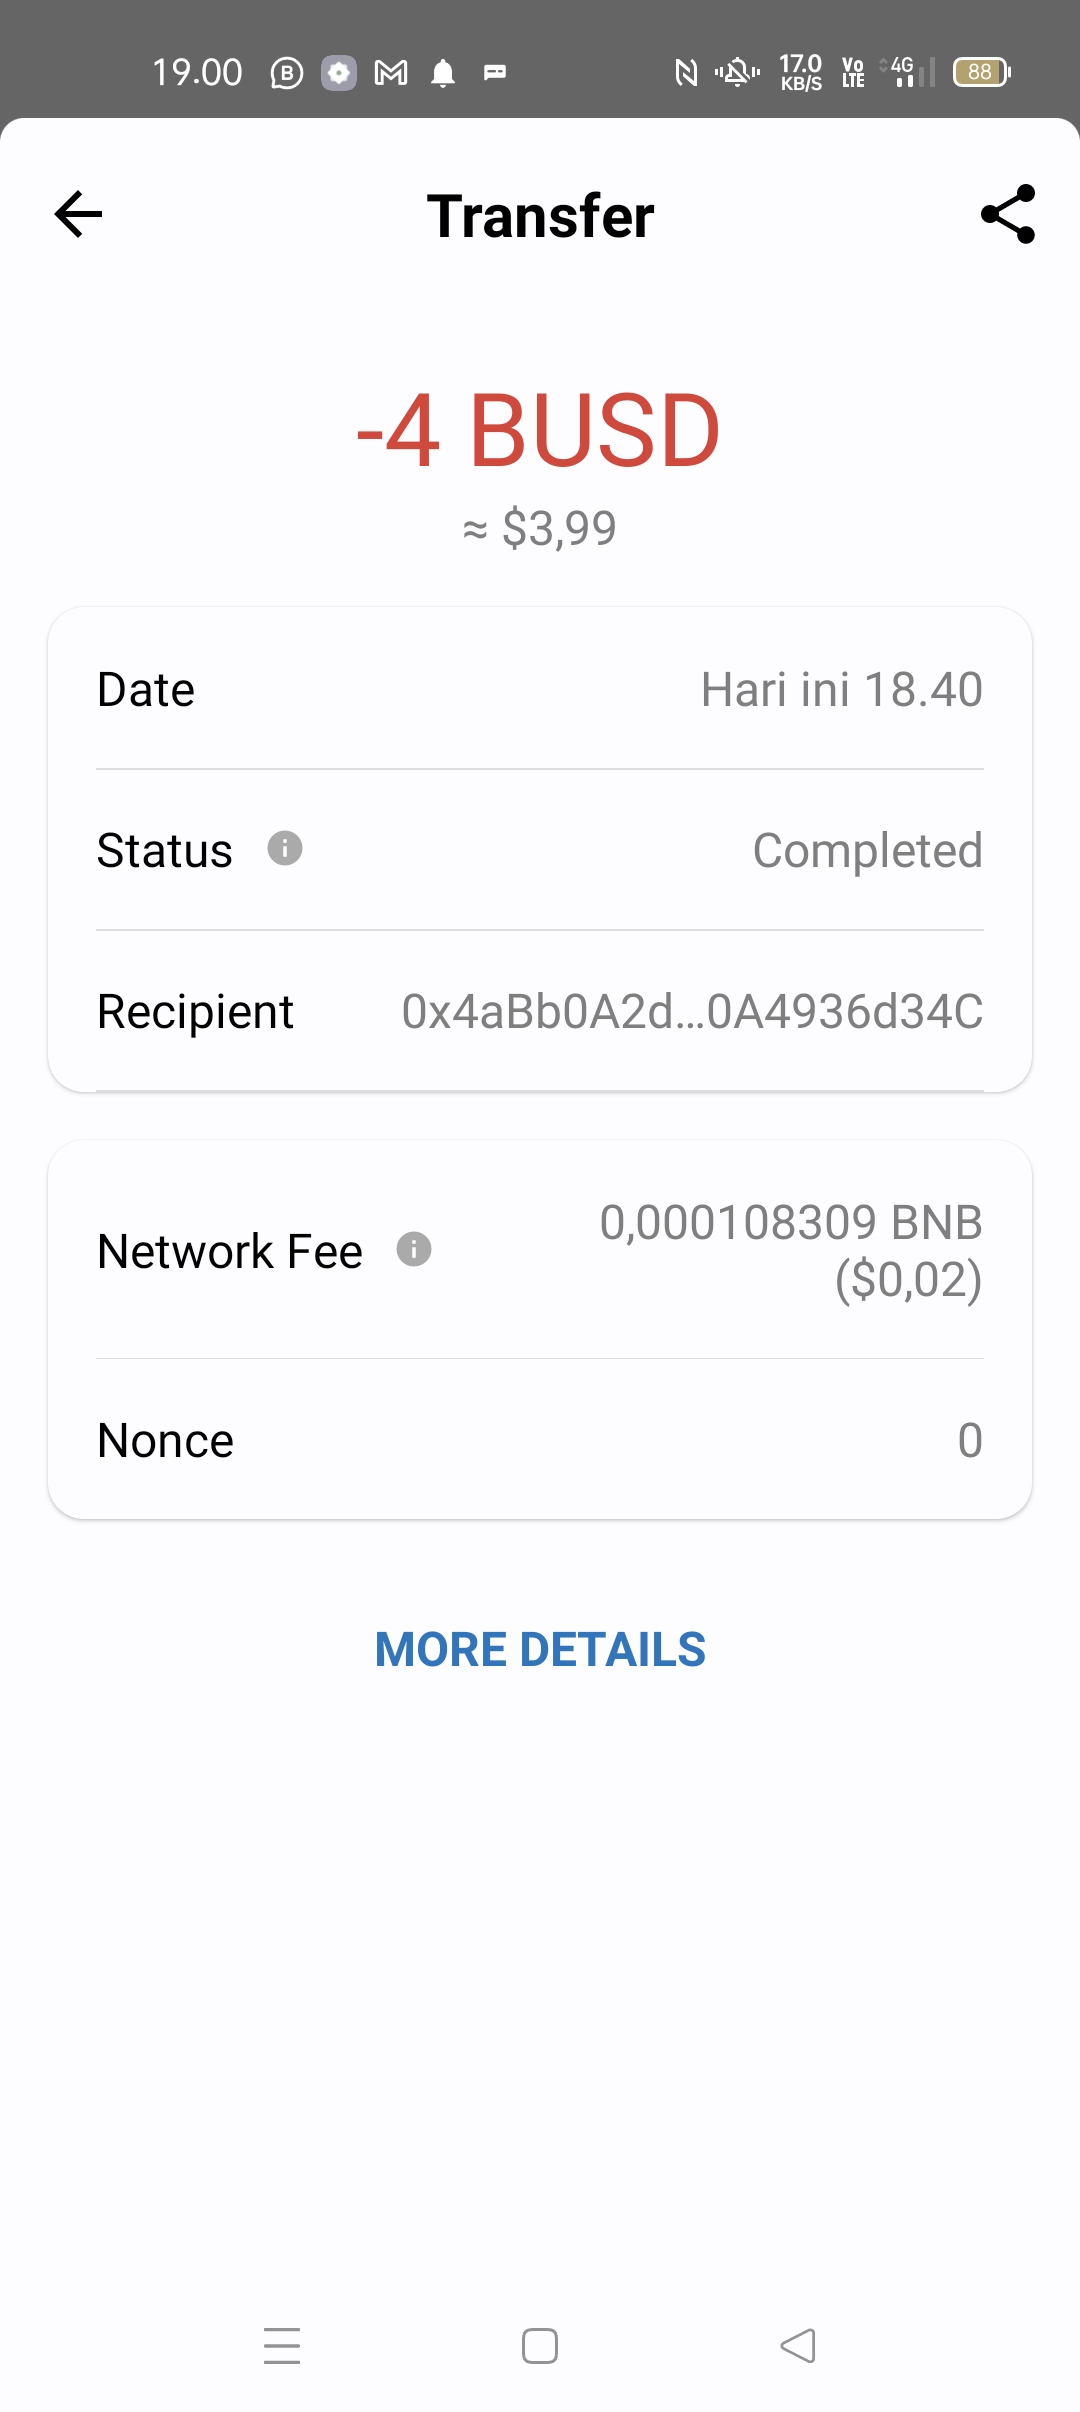 19.00 17.0 KB/S Vo LTE 4G 88
Transfer
-4 BUSD
≈ $3,99
Date Hari ini 18.40
Status Completed
Recipient 0x4aBb0A2d...0A4936d34C
Network Fee 0,000108309 BNB
($0,02)
Nonce 0
MORE DETAILS